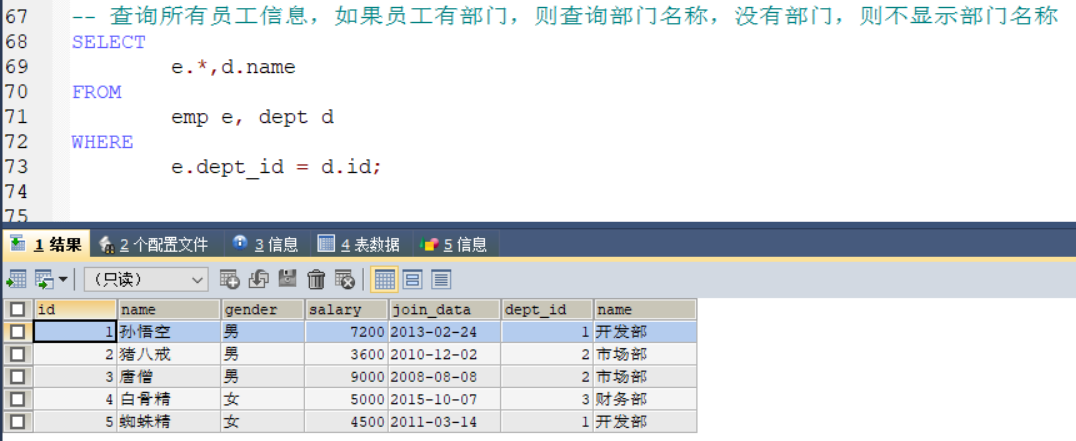 67 -- 查询所有员工信息，如果员工有部门，则查询部门名称，没有部门，则不显示部门名称
68 SELECT
69 e.*,d.name
70 FROM
71 emp e, dept d
72 WHERE
73 e.dept_id = d.id;
74
75
1 结果 2 个配置文件 3 信息 4 表数据 5 信息
（只读）
id name gender salary join_data dept_id name
1 孙悟空 男 7200 2013-02-24 1 开发部
2 猪八戒 男 3600 2010-12-02 2 市场部
3 唐僧 男 9000 2008-08-08 2 市场部
4 白骨精 女 5000 2015-10-07 3 财务部
5 蜘蛛精 女 4500 2011-03-14 1 开发部